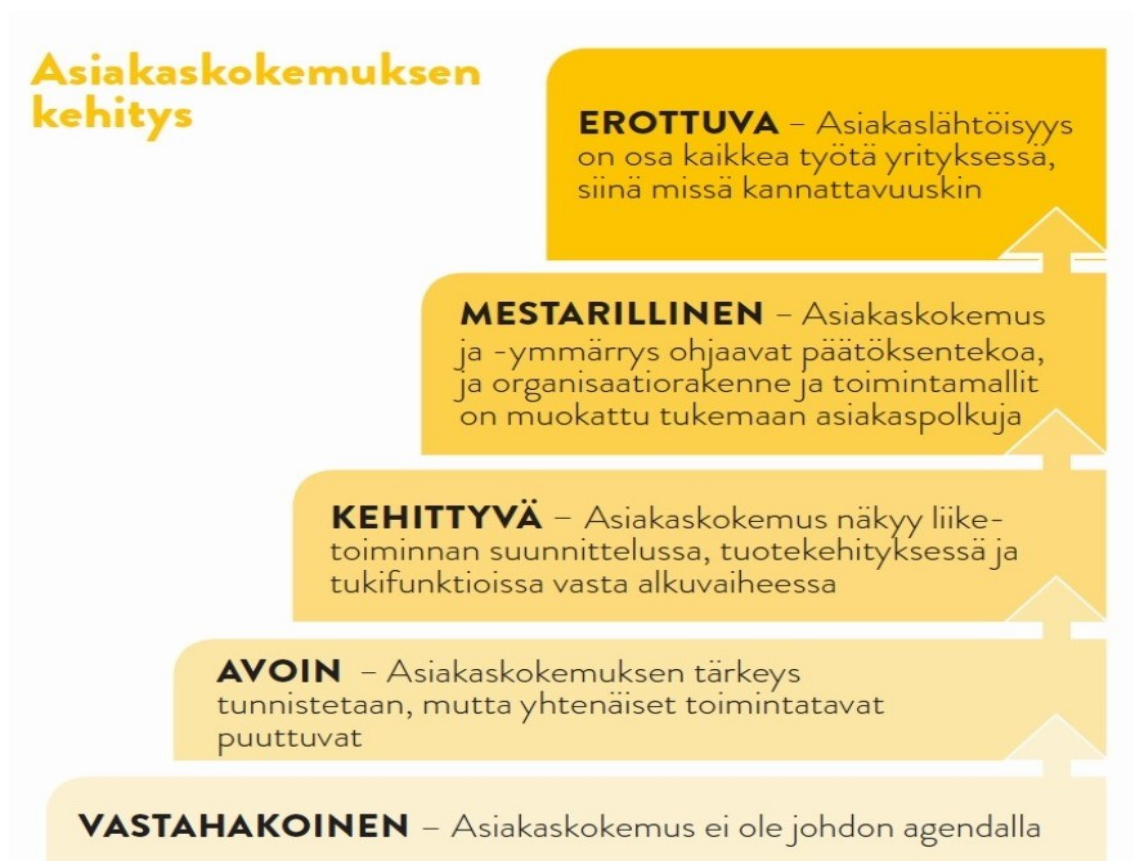 Asiakaskokemuksen
kehitys
EROTTUVA – Asiakaslähtöisyys
on osa kaikkea työtä yrityksessä,
siinä missä kannattavuuskin
MESTARILLINEN – Asiakaskokemus
ja -ymmärrys ohjaavat päätöksentekoa,
ja organisaatiorakenne ja toimintamallit
on muokattu tukemaan asiakaspolkuja
KEHITTYVÄ – Asiakaskokemus näkyy liike-
toiminnan suunnittelussa, tuotekehityksessä ja
tukifunktioissa vasta alkuvaiheessa
AVOIN – Asiakaskokemuksen tärkeys
tunnistetaan, mutta yhtenäiset toimintatavat
puuttuvat
VASTAHAKOINEN – Asiakaskokemus ei ole johdon agendalla